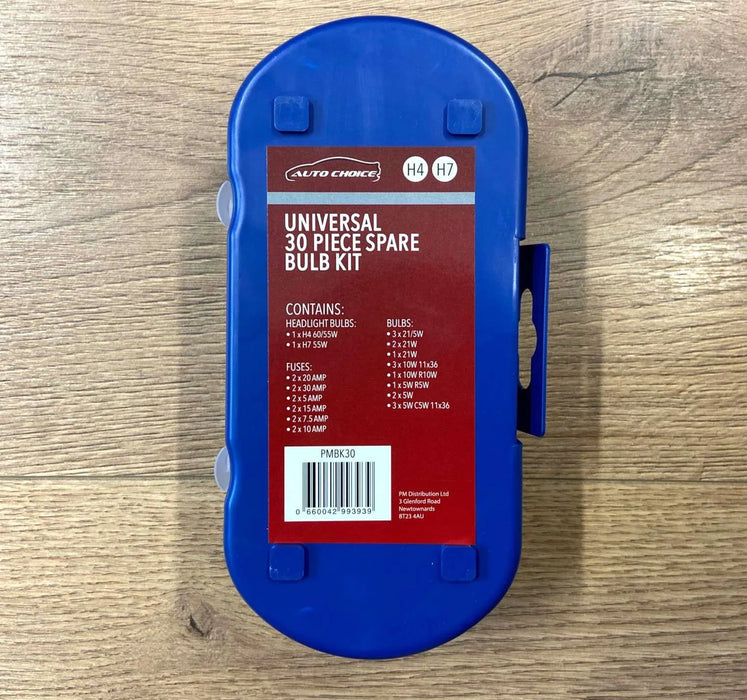 AUTO CHOICE
H4 H7
UNIVERSAL
30 PIECE SPARE
BULB KIT
CONTAINS:
HEADLIGHT BULBS:
• 1 x H4 60/55W
• 1 x H7 55W
FUSES:
• 2 x 20 AMP
• 2 x 30 AMP
• 2 x 5 AMP
• 2 x 15 AMP
• 2 x 7.5 AMP
• 2 x 10 AMP
BULBS:
• 3 x 21/5W
• 2 x 21W
• 1 x 21W
• 3 x 10W 11x36
• 1 x 10W R10W
• 1 x 5W R5W
• 2 x 5W
• 3 x 5W C5W 11x36
PMBK30
0 660042 993939
PM Distribution Ltd
3 Glenford Road
Newtownards
BT23 4AU